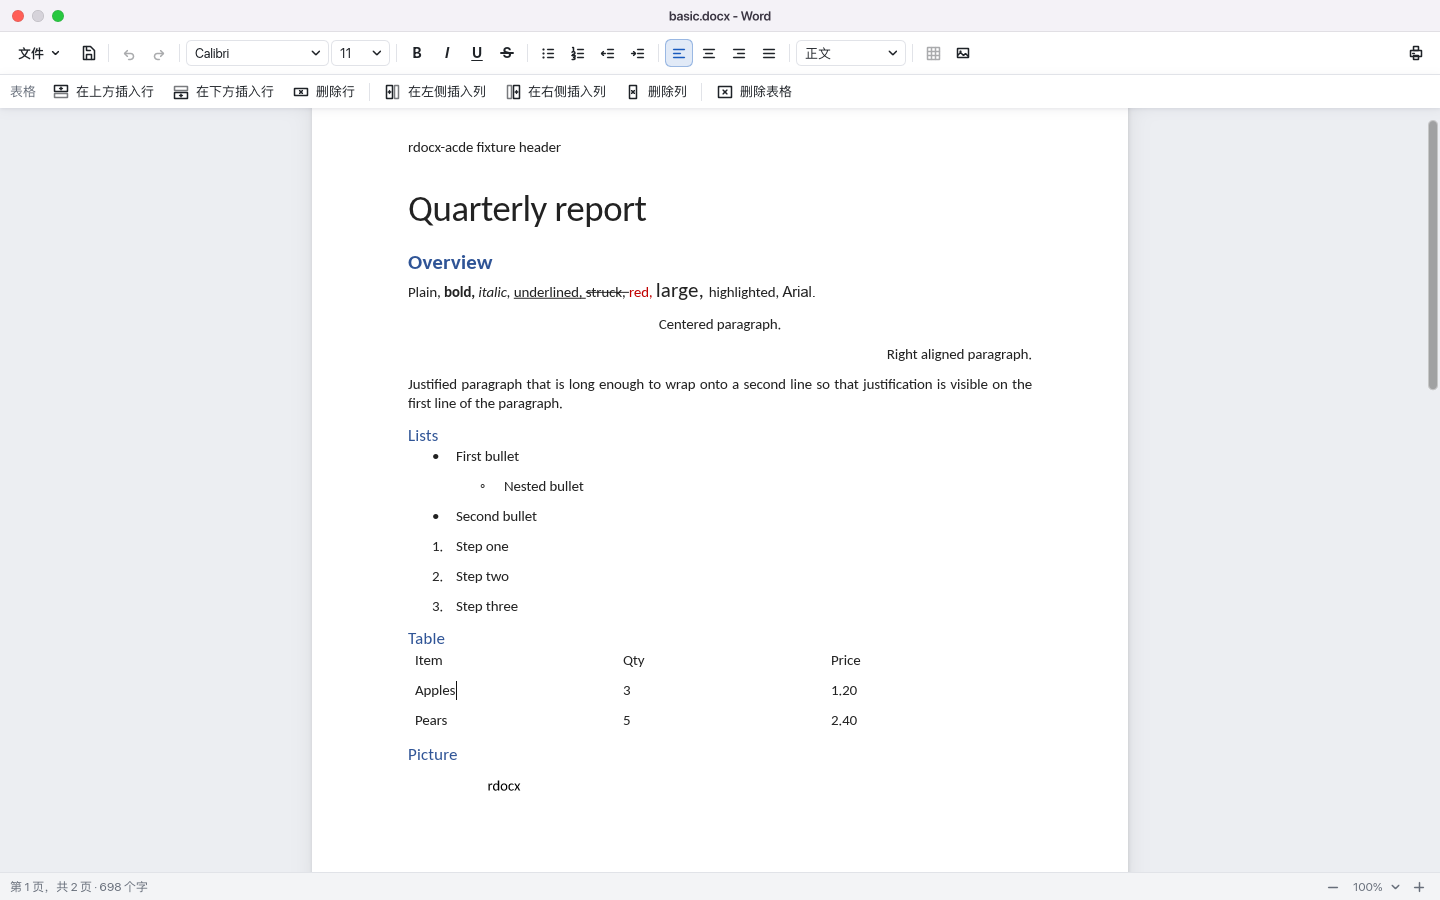 basic.docx - Word
文件 Calibri 11 B I U S 正文
表格 在上方插入行 在下方插入行 删除行 在左侧插入列 在右侧插入列 删除列 删除表格
rdocx-acde fixture header
Quarterly report
Overview
Plain, bold, italic, underlined, struck, red, large, highlighted, Arial.
Centered paragraph.
Right aligned paragraph.
Justified paragraph that is long enough to wrap onto a second line so that justification is visible on the
first line of the paragraph.
Lists
• First bullet
◦ Nested bullet
• Second bullet
1. Step one
2. Step two
3. Step three
Table
Item Qty Price
Apples 3 1.20
Pears 5 2.40
Picture
rdocx
第 1 页，共 2 页 · 698 个字 100%